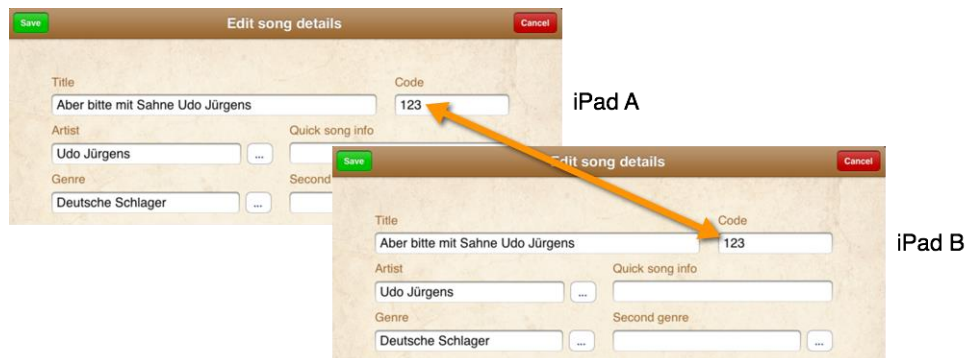 Save Edit song details Cancel
Title Code
Aber bitte mit Sahne Udo Jürgens 123
iPad A
Artist Quick song info
Udo Jürgens ...
Genre Second
Deutsche Schlager ...
Save Edit song details Cancel
Title Code
Aber bitte mit Sahne Udo Jürgens 123
iPad B
Artist Quick song info
Udo Jürgens ...
Genre Second genre
Deutsche Schlager ... ...